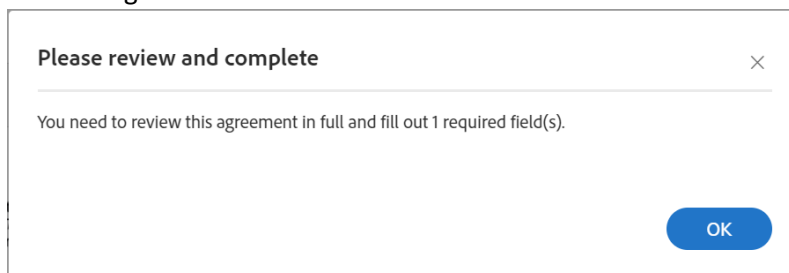 Please review and complete
You need to review this agreement in full and fill out 1 required field(s).
OK